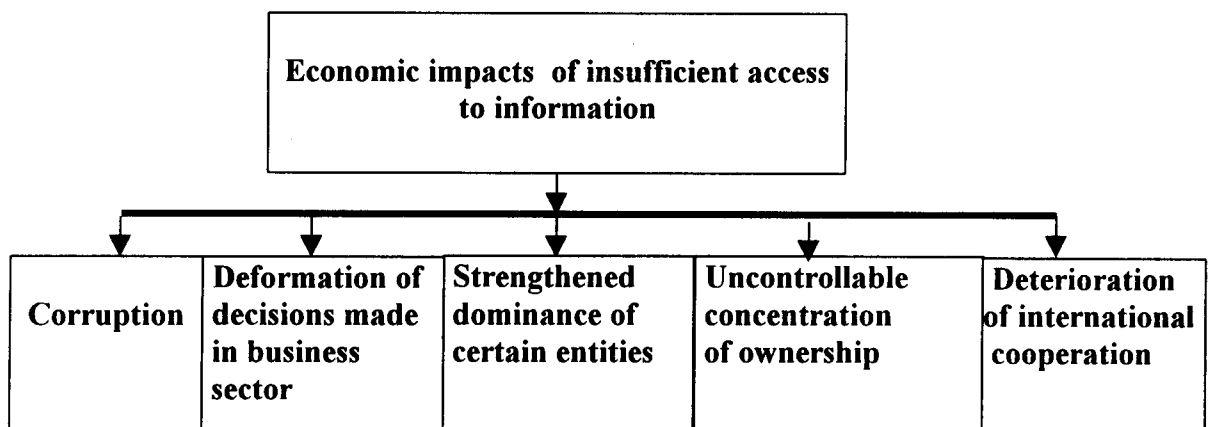 Economic impacts of insufficient access
to information
Corruption
Deformation of
decisions made
in business
sector
Strengthened
dominance of
certain entities
Uncontrollable
concentration
of ownership
Deterioration
of international
cooperation